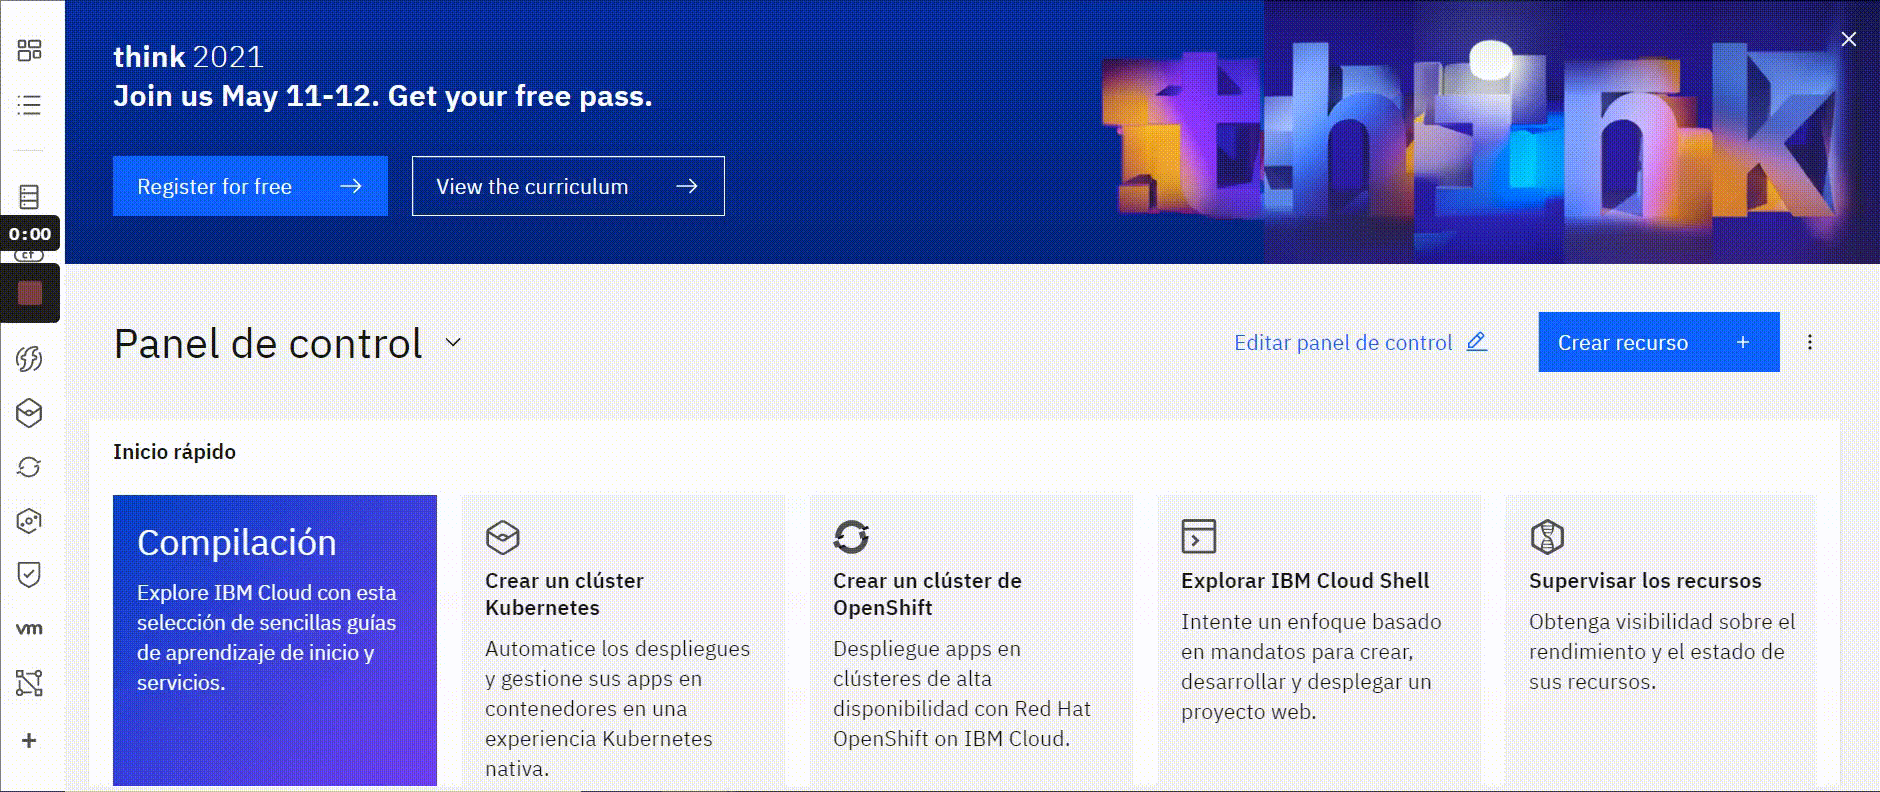 think 2021
Join us May 11-12. Get your free pass.
think
Register for free
View the curriculum
0:00
cf
Panel de control
Editar panel de control
Crear recurso
Inicio rápido
Compilación
Explore IBM Cloud con esta
selección de sencillas guías
de aprendizaje de inicio y
servicios.
Crear un clúster
Kubernetes
Automatice los despliegues
y gestione sus apps en
contenedores en una
experiencia Kubernetes
nativa.
Crear un clúster de
OpenShift
Despliegue apps en
clústeres de alta
disponibilidad con Red Hat
OpenShift on IBM Cloud.
Explorar IBM Cloud Shell
Intente un enfoque basado
en mandatos para crear,
desarrollar y desplegar un
proyecto web.
Supervisar los recursos
Obtenga visibilidad sobre el
rendimiento y el estado de
sus recursos.
vm